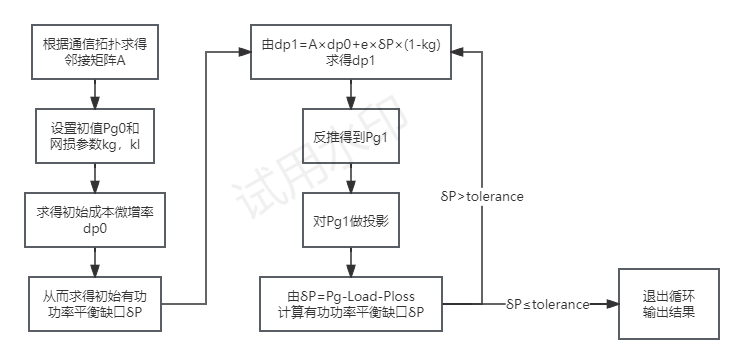 根据通信拓扑求得
邻接矩阵A
设置初值Pg0和
网损参数kg，kl
求得初始成本微增率
dp0
从而求得初始有功
功率平衡缺口δP
由dp1=A×dp0+e×δP×(1-kg)
求得dp1
反推得到Pg1
对Pg1做投影
由δP=Pg-Load-Ploss
计算有功功率平衡缺口δP
δP>tolerance
δP≤tolerance
退出循环
输出结果
试用水印